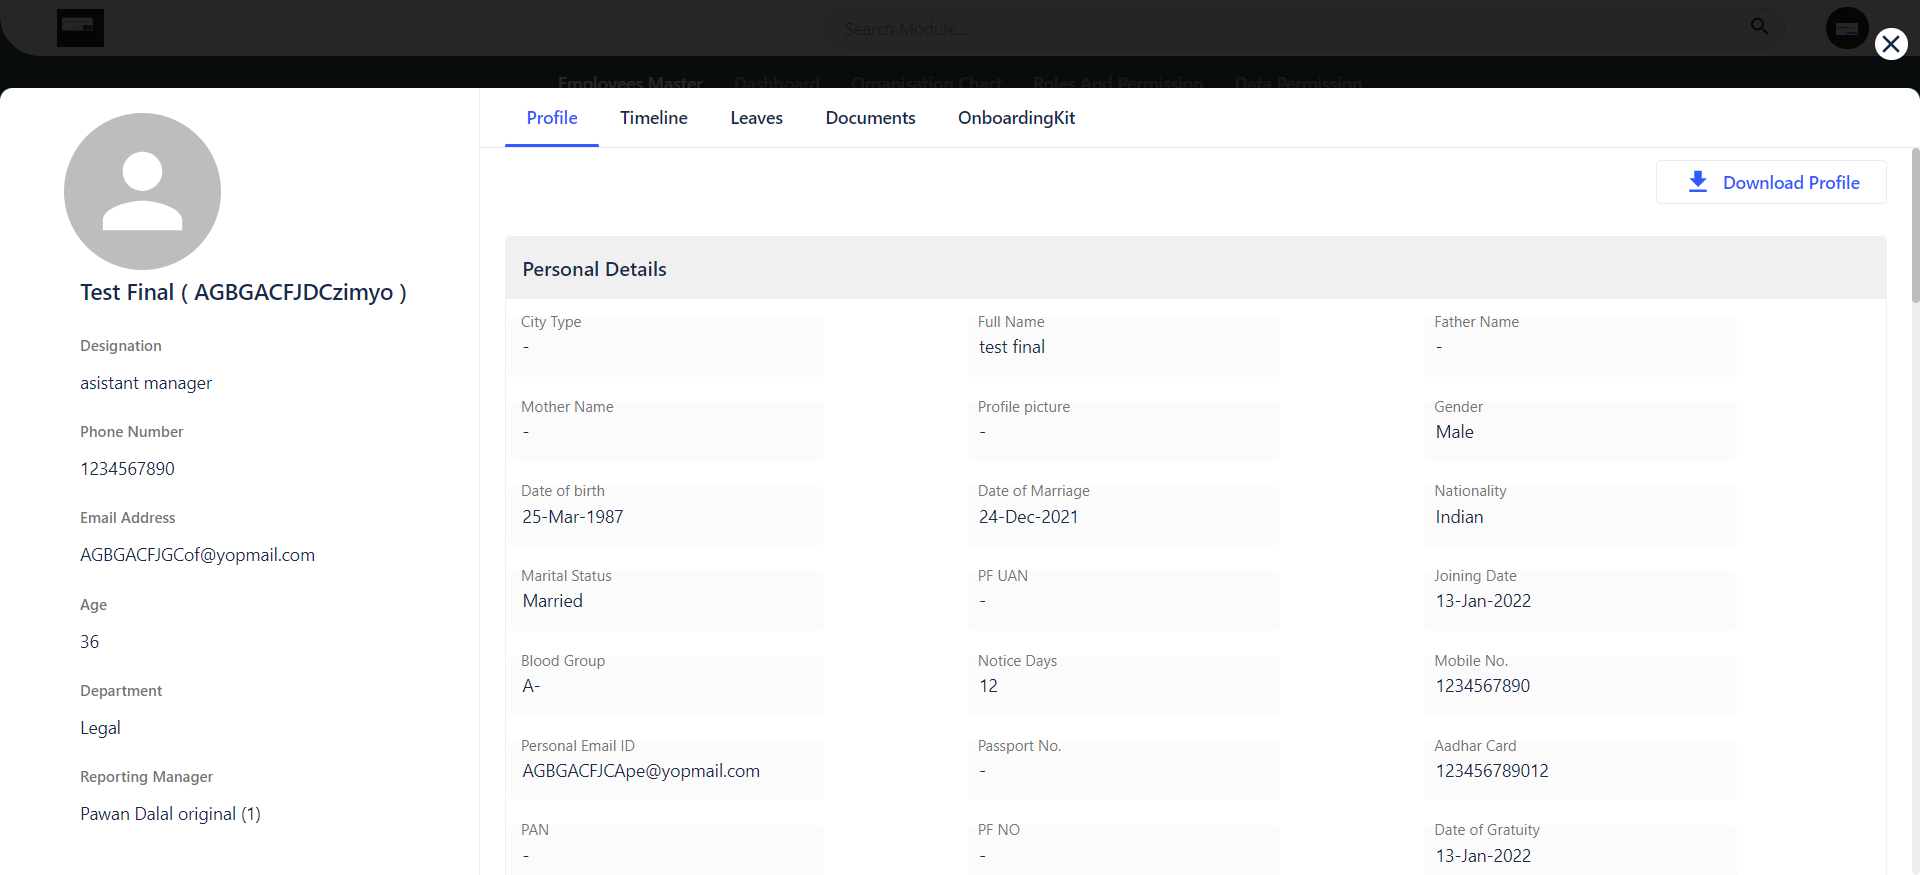 Search Module...
Employees Master Dashboard Organisation Chart Roles And Permission Data Permission
Profile Timeline Leaves Documents OnboardingKit
Download Profile
Test Final ( AGBGACFJDCzimyo )
Designation
asistant manager
Phone Number
1234567890
Email Address
AGBGACFJGCof@yopmail.com
Age
36
Department
Legal
Reporting Manager
Pawan Dalal original (1)
Personal Details
City Type Full Name Father Name
- test final -
Mother Name Profile picture Gender
- - Male
Date of birth Date of Marriage Nationality
25-Mar-1987 24-Dec-2021 Indian
Marital Status PF UAN Joining Date
Married - 13-Jan-2022
Blood Group Notice Days Mobile No.
A- 12 1234567890
Personal Email ID Passport No. Aadhar Card
AGBGACFJCApe@yopmail.com - 123456789012
PAN PF NO Date of Gratuity
- - 13-Jan-2022